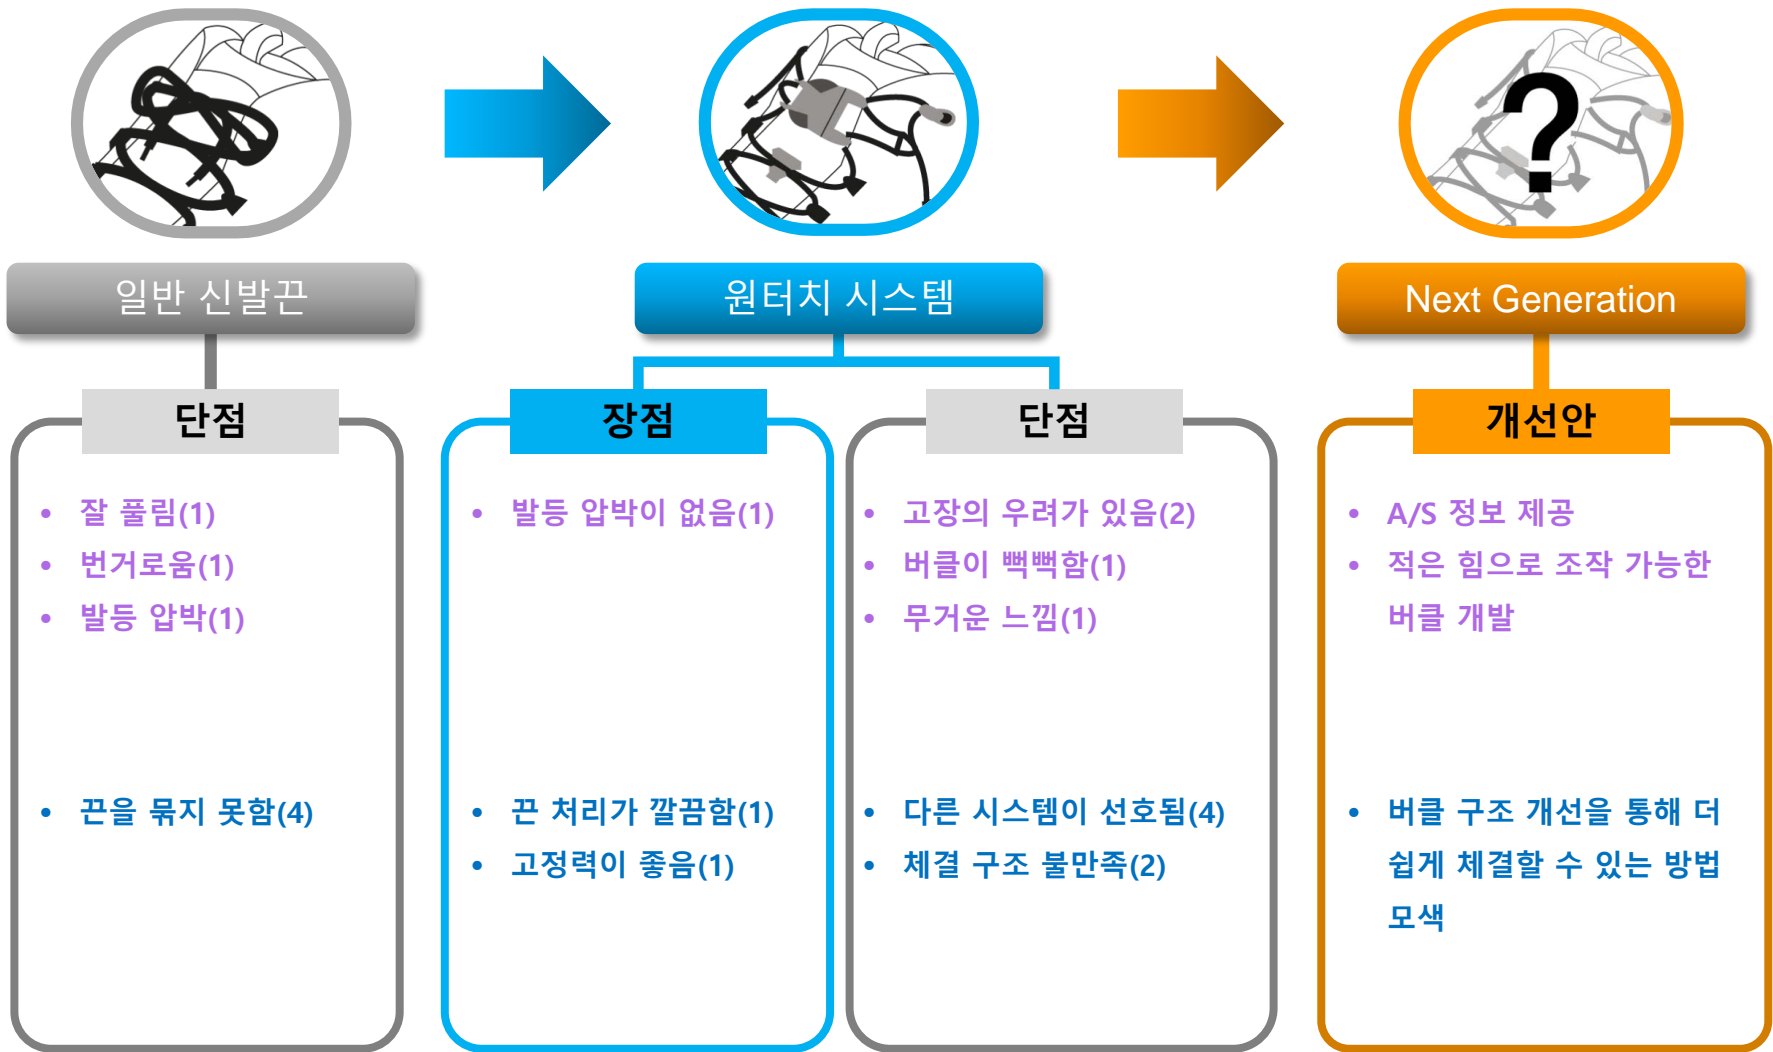 ?
일반 신발끈
원터치 시스템
Next Generation
단점
• 잘 풀림(1)
• 번거로움(1)
• 발등 압박(1)
• 끈을 묶지 못함(4)
장점
• 발등 압박이 없음(1)
• 끈 처리가 깔끔함(1)
• 고정력이 좋음(1)
단점
• 고장의 우려가 있음(2)
• 버클이 뻑뻑함(1)
• 무거운 느낌(1)
• 다른 시스템이 선호됨(4)
• 체결 구조 불만족(2)
개선안
• A/S 정보 제공
• 적은 힘으로 조작 가능한
버클 개발
• 버클 구조 개선을 통해 더
쉽게 체결할 수 있는 방법
모색